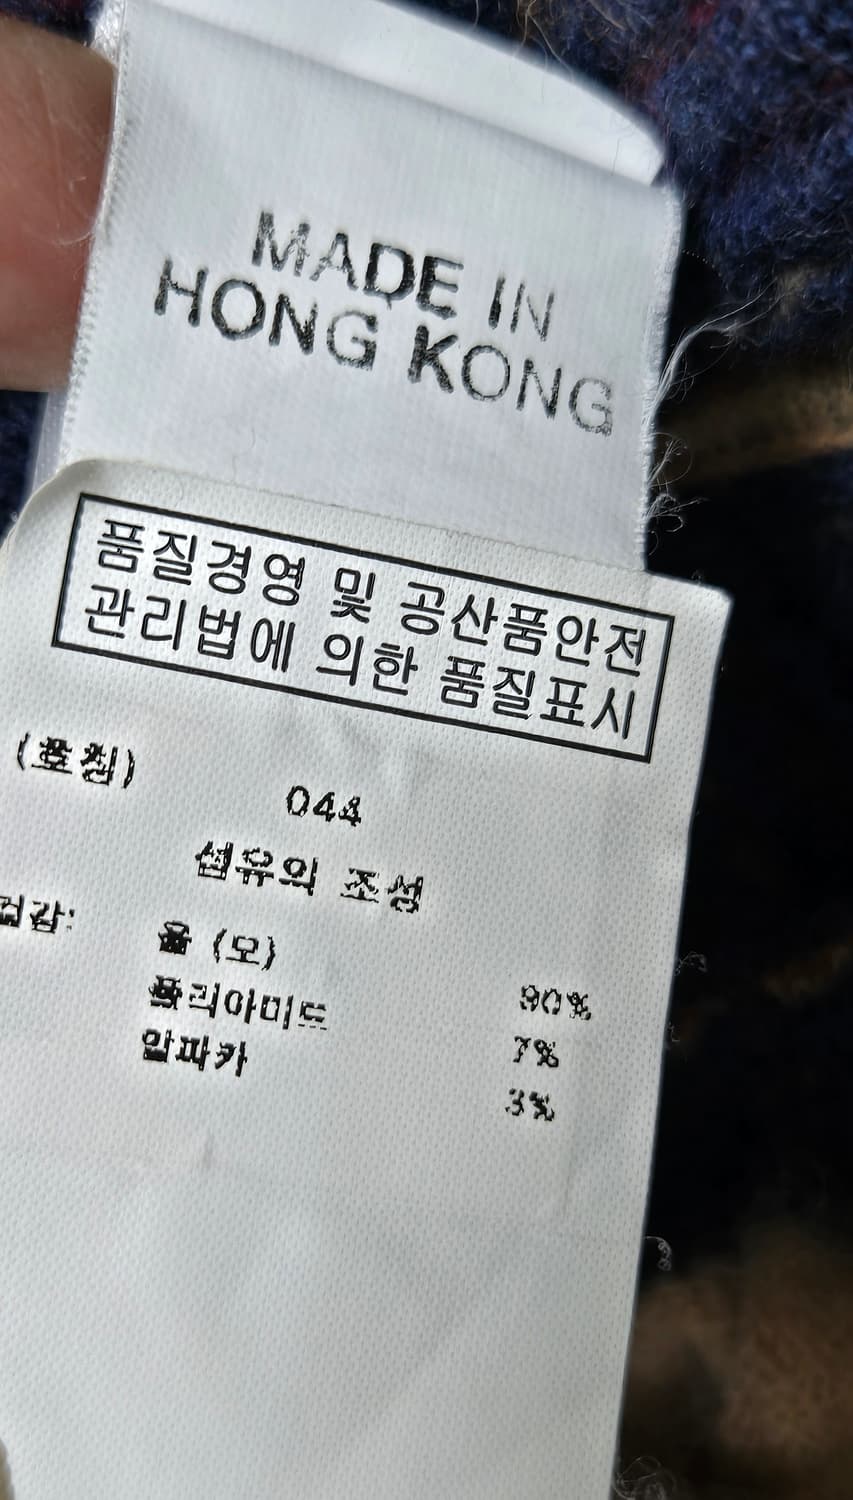 MADE IN
HONG KONG
품질경영 및 공산품안전
관리법에 의한 품질표시
(호칭)
044
섬유의 조성
겉감:
울 (모) 90%
폴리아미드 7%
알파카 3%